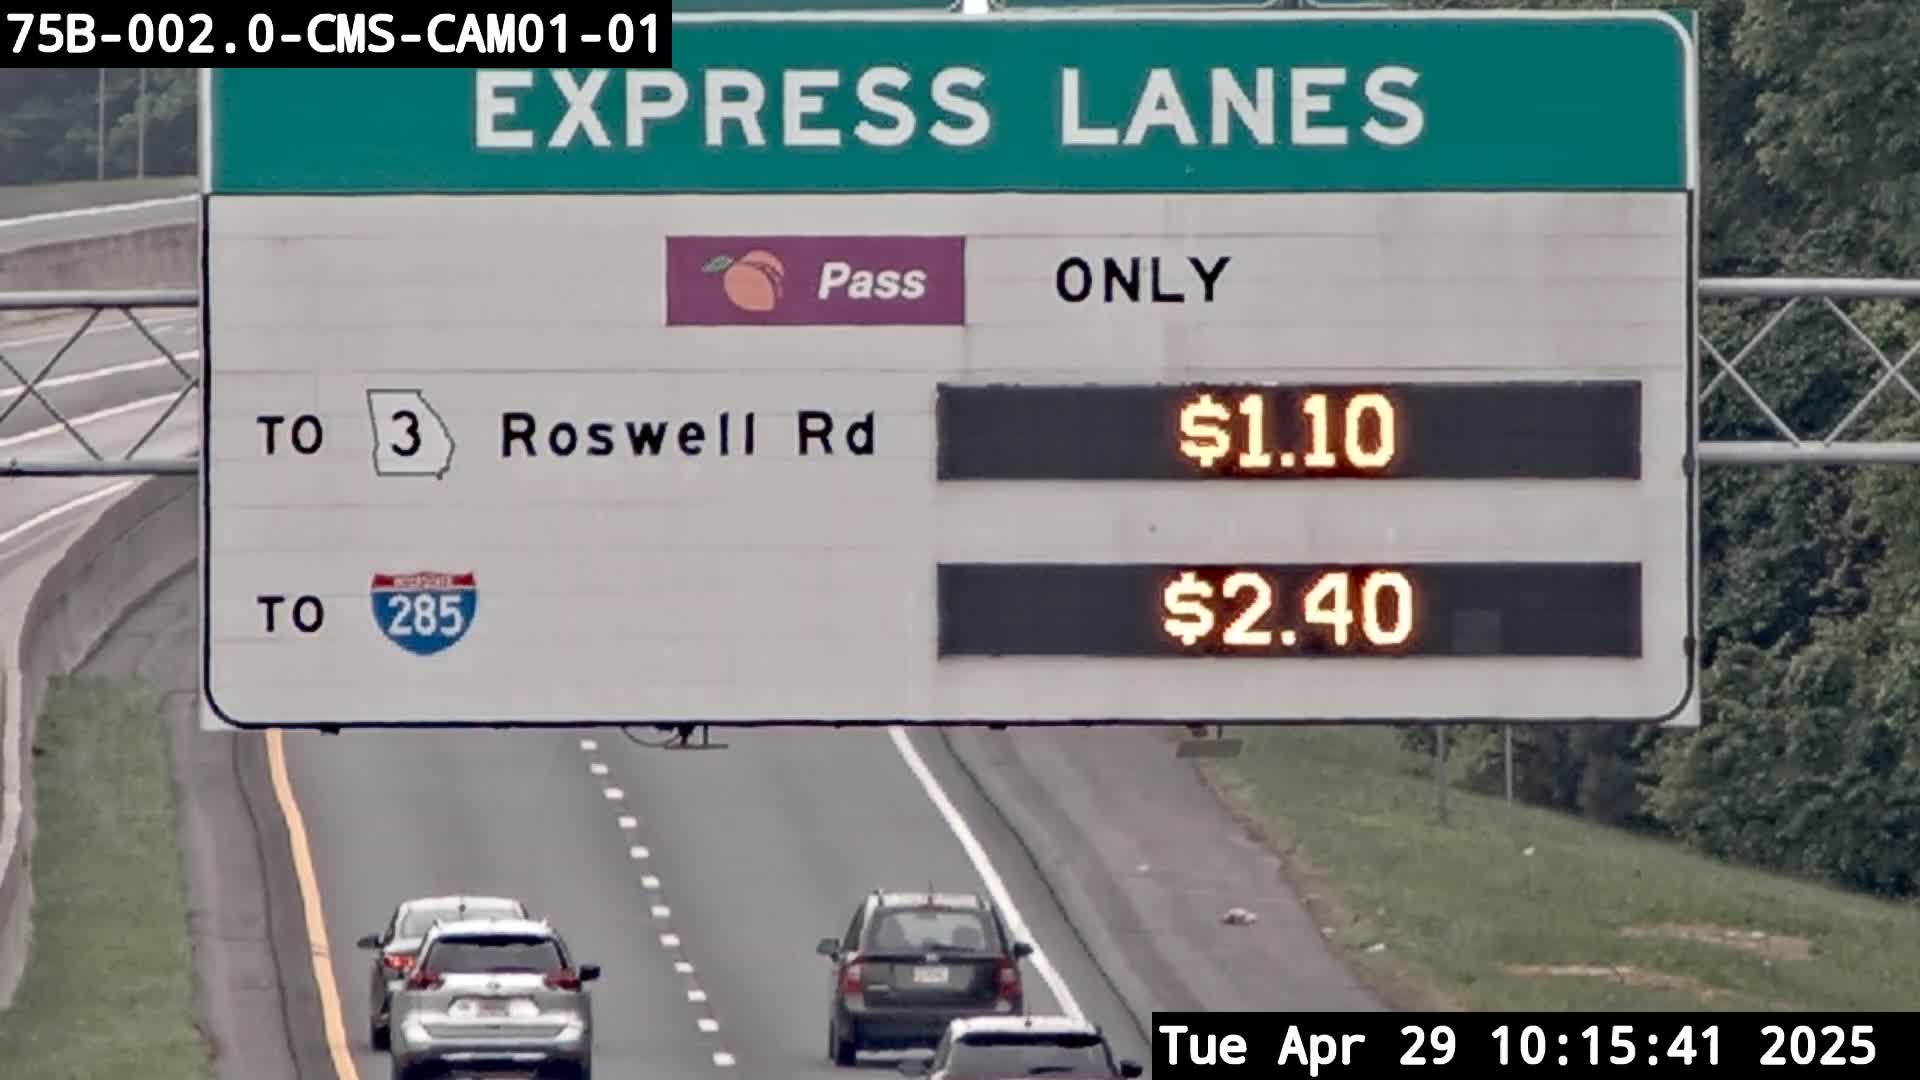 75B-002.0-CMS-CAM01-01
EXPRESS LANES
Pass ONLY
TO 3 Roswell Rd $1.10
TO INTERSTATE 285 $2.40
Tue Apr 29 10:15:41 2025